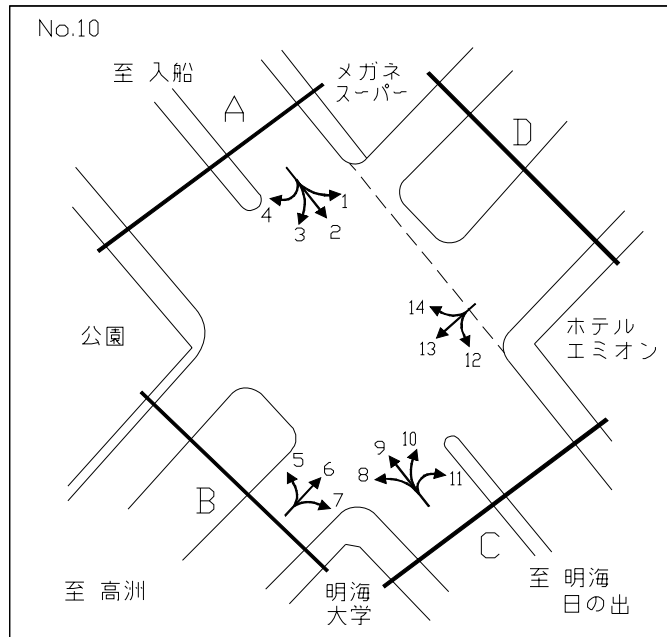 No.10
至 入船
メガネ
スーパー
A
D
1
2
3
4
公園
14
13
12
ホテル
エミオン
5
6
7
8
9
10
11
B
C
至 高洲
明海
大学
至 明海
日の出